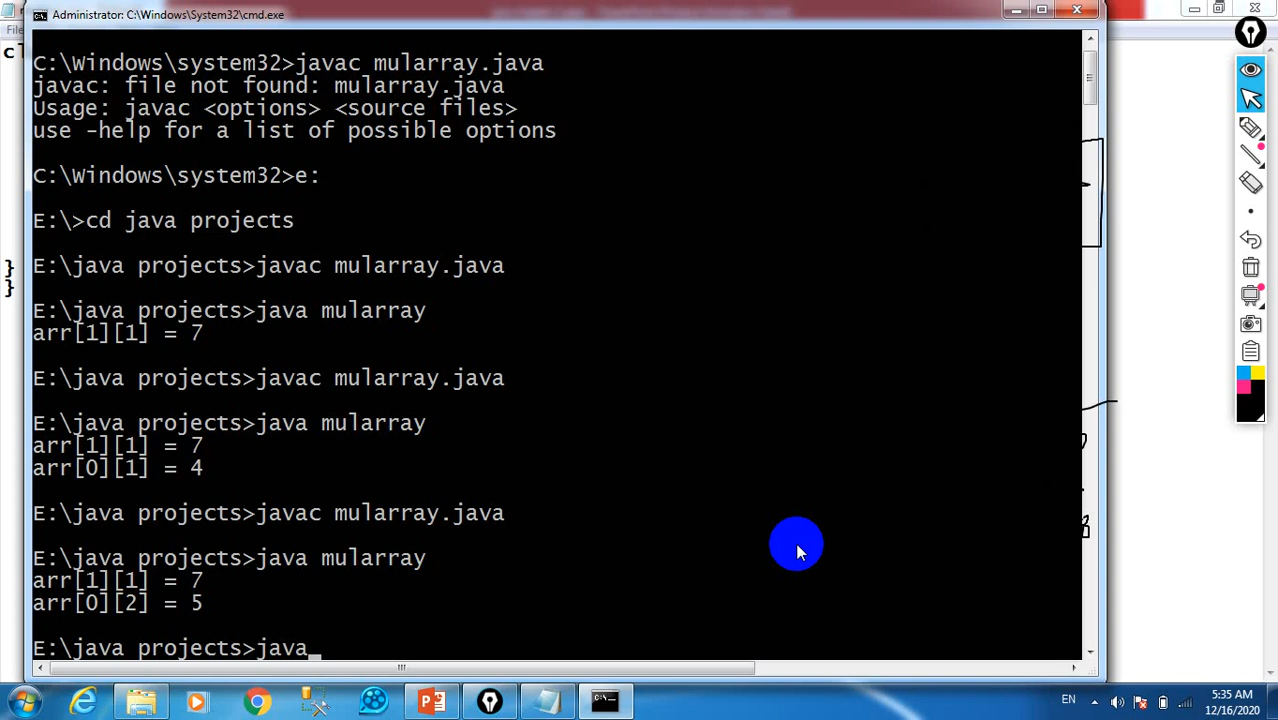 Administrator: C:\Windows\System32\cmd.exe
File
cl
C:\Windows\system32>javac mularray.java
javac: file not found: mularray.java
Usage: javac <options> <source files>
use -help for a list of possible options
C:\Windows\system32>e:
E:\>cd java projects
E:\java projects>javac mularray.java
}
}
E:\java projects>java mularray
arr[1][1] = 7
E:\java projects>javac mularray.java
E:\java projects>java mularray
arr[1][1] = 7
arr[0][1] = 4
E:\java projects>javac mularray.java
E:\java projects>java mularray
arr[1][1] = 7
arr[0][2] = 5
E:\java projects>java_
EN
5:35 AM
12/16/2020